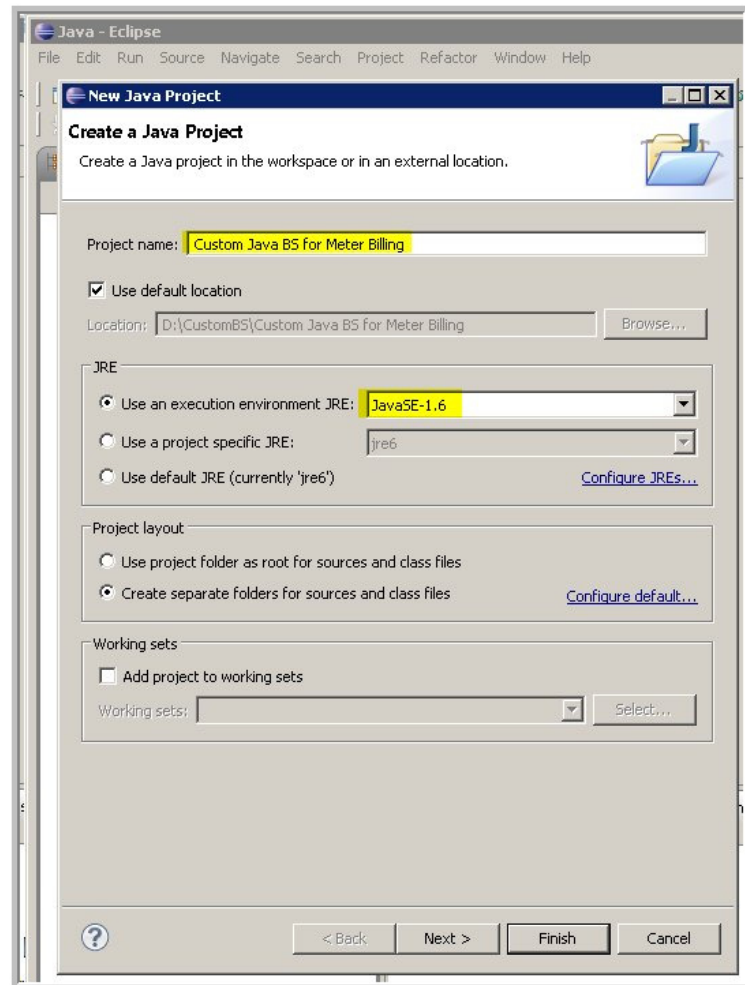 Java - Eclipse
File Edit Run Source Navigate Search Project Refactor Window Help
New Java Project
Create a Java Project
Create a Java project in the workspace or in an external location.
Project name: Custom Java BS for Meter Billing
Use default location
Location: D:\CustomBS\Custom Java BS for Meter Billing Browse...
JRE
Use an execution environment JRE: JavaSE-1.6
Use a project specific JRE: jre6
Use default JRE (currently 'jre6') Configure JREs...
Project layout
Use project folder as root for sources and class files
Create separate folders for sources and class files Configure default...
Working sets
Add project to working sets
Working sets: Select...
? < Back Next > Finish Cancel